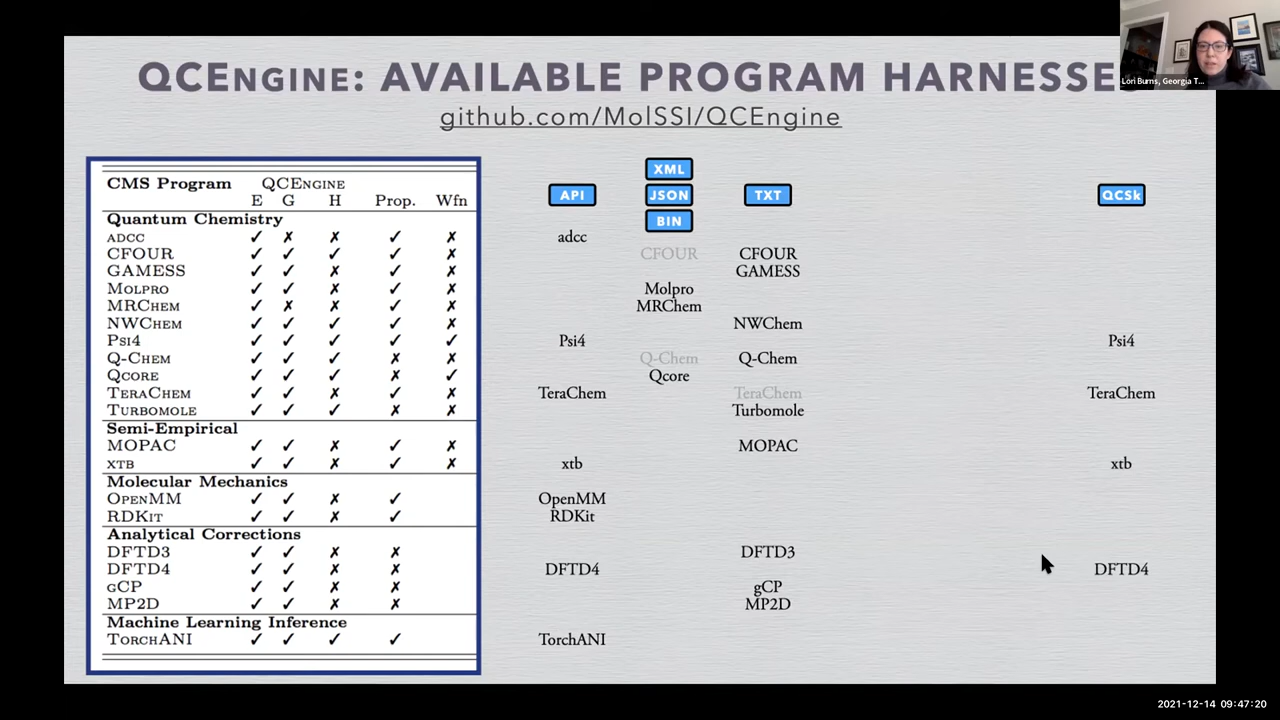 QCENGINE: AVAILABLE PROGRAM HARNESSE
github.com/MolSSI/QCEngine
Lori Burns, Georgia T...
CMS Program QCENGINE
E G H Prop. Wfn
Quantum Chemistry
ADCC ✓ ✗ ✗ ✓ ✗
CFOUR ✓ ✓ ✓ ✓ ✗
GAMESS ✓ ✓ ✗ ✓ ✗
MOLPRO ✓ ✓ ✗ ✓ ✗
MRCHEM ✓ ✗ ✗ ✓ ✗
NWCHEM ✓ ✓ ✓ ✓ ✗
PSI4 ✓ ✓ ✓ ✓ ✓
Q-CHEM ✓ ✓ ✓ ✗ ✗
QCORE ✓ ✓ ✓ ✗ ✓
TERACHEM ✓ ✓ ✗ ✓ ✗
TURBOMOLE ✓ ✓ ✓ ✗ ✗
Semi-Empirical
MOPAC ✓ ✓ ✗ ✓ ✗
XTB ✓ ✓ ✗ ✓ ✗
Molecular Mechanics
OPENMM ✓ ✓ ✗ ✓
RDKIT ✓ ✓ ✗ ✓
Analytical Corrections
DFTD3 ✓ ✓ ✗ ✗
DFTD4 ✓ ✓ ✗ ✗
GCP ✓ ✓ ✗ ✗
MP2D ✓ ✓ ✗ ✗
Machine Learning Inference
TORCHANI ✓ ✓ ✓ ✓
API
adcc
Psi4
TeraChem
xtb
OpenMM
RDKit
DFTD4
TorchANI
XML
JSON
BIN
CFOUR
Molpro
MRChem
Q-Chem
Qcore
TXT
CFOUR
GAMESS
NWChem
Q-Chem
TeraChem
Turbomole
MOPAC
DFTD3
gCP
MP2D
QCSk
Psi4
TeraChem
xtb
DFTD4
2021-12-14 09:47:20